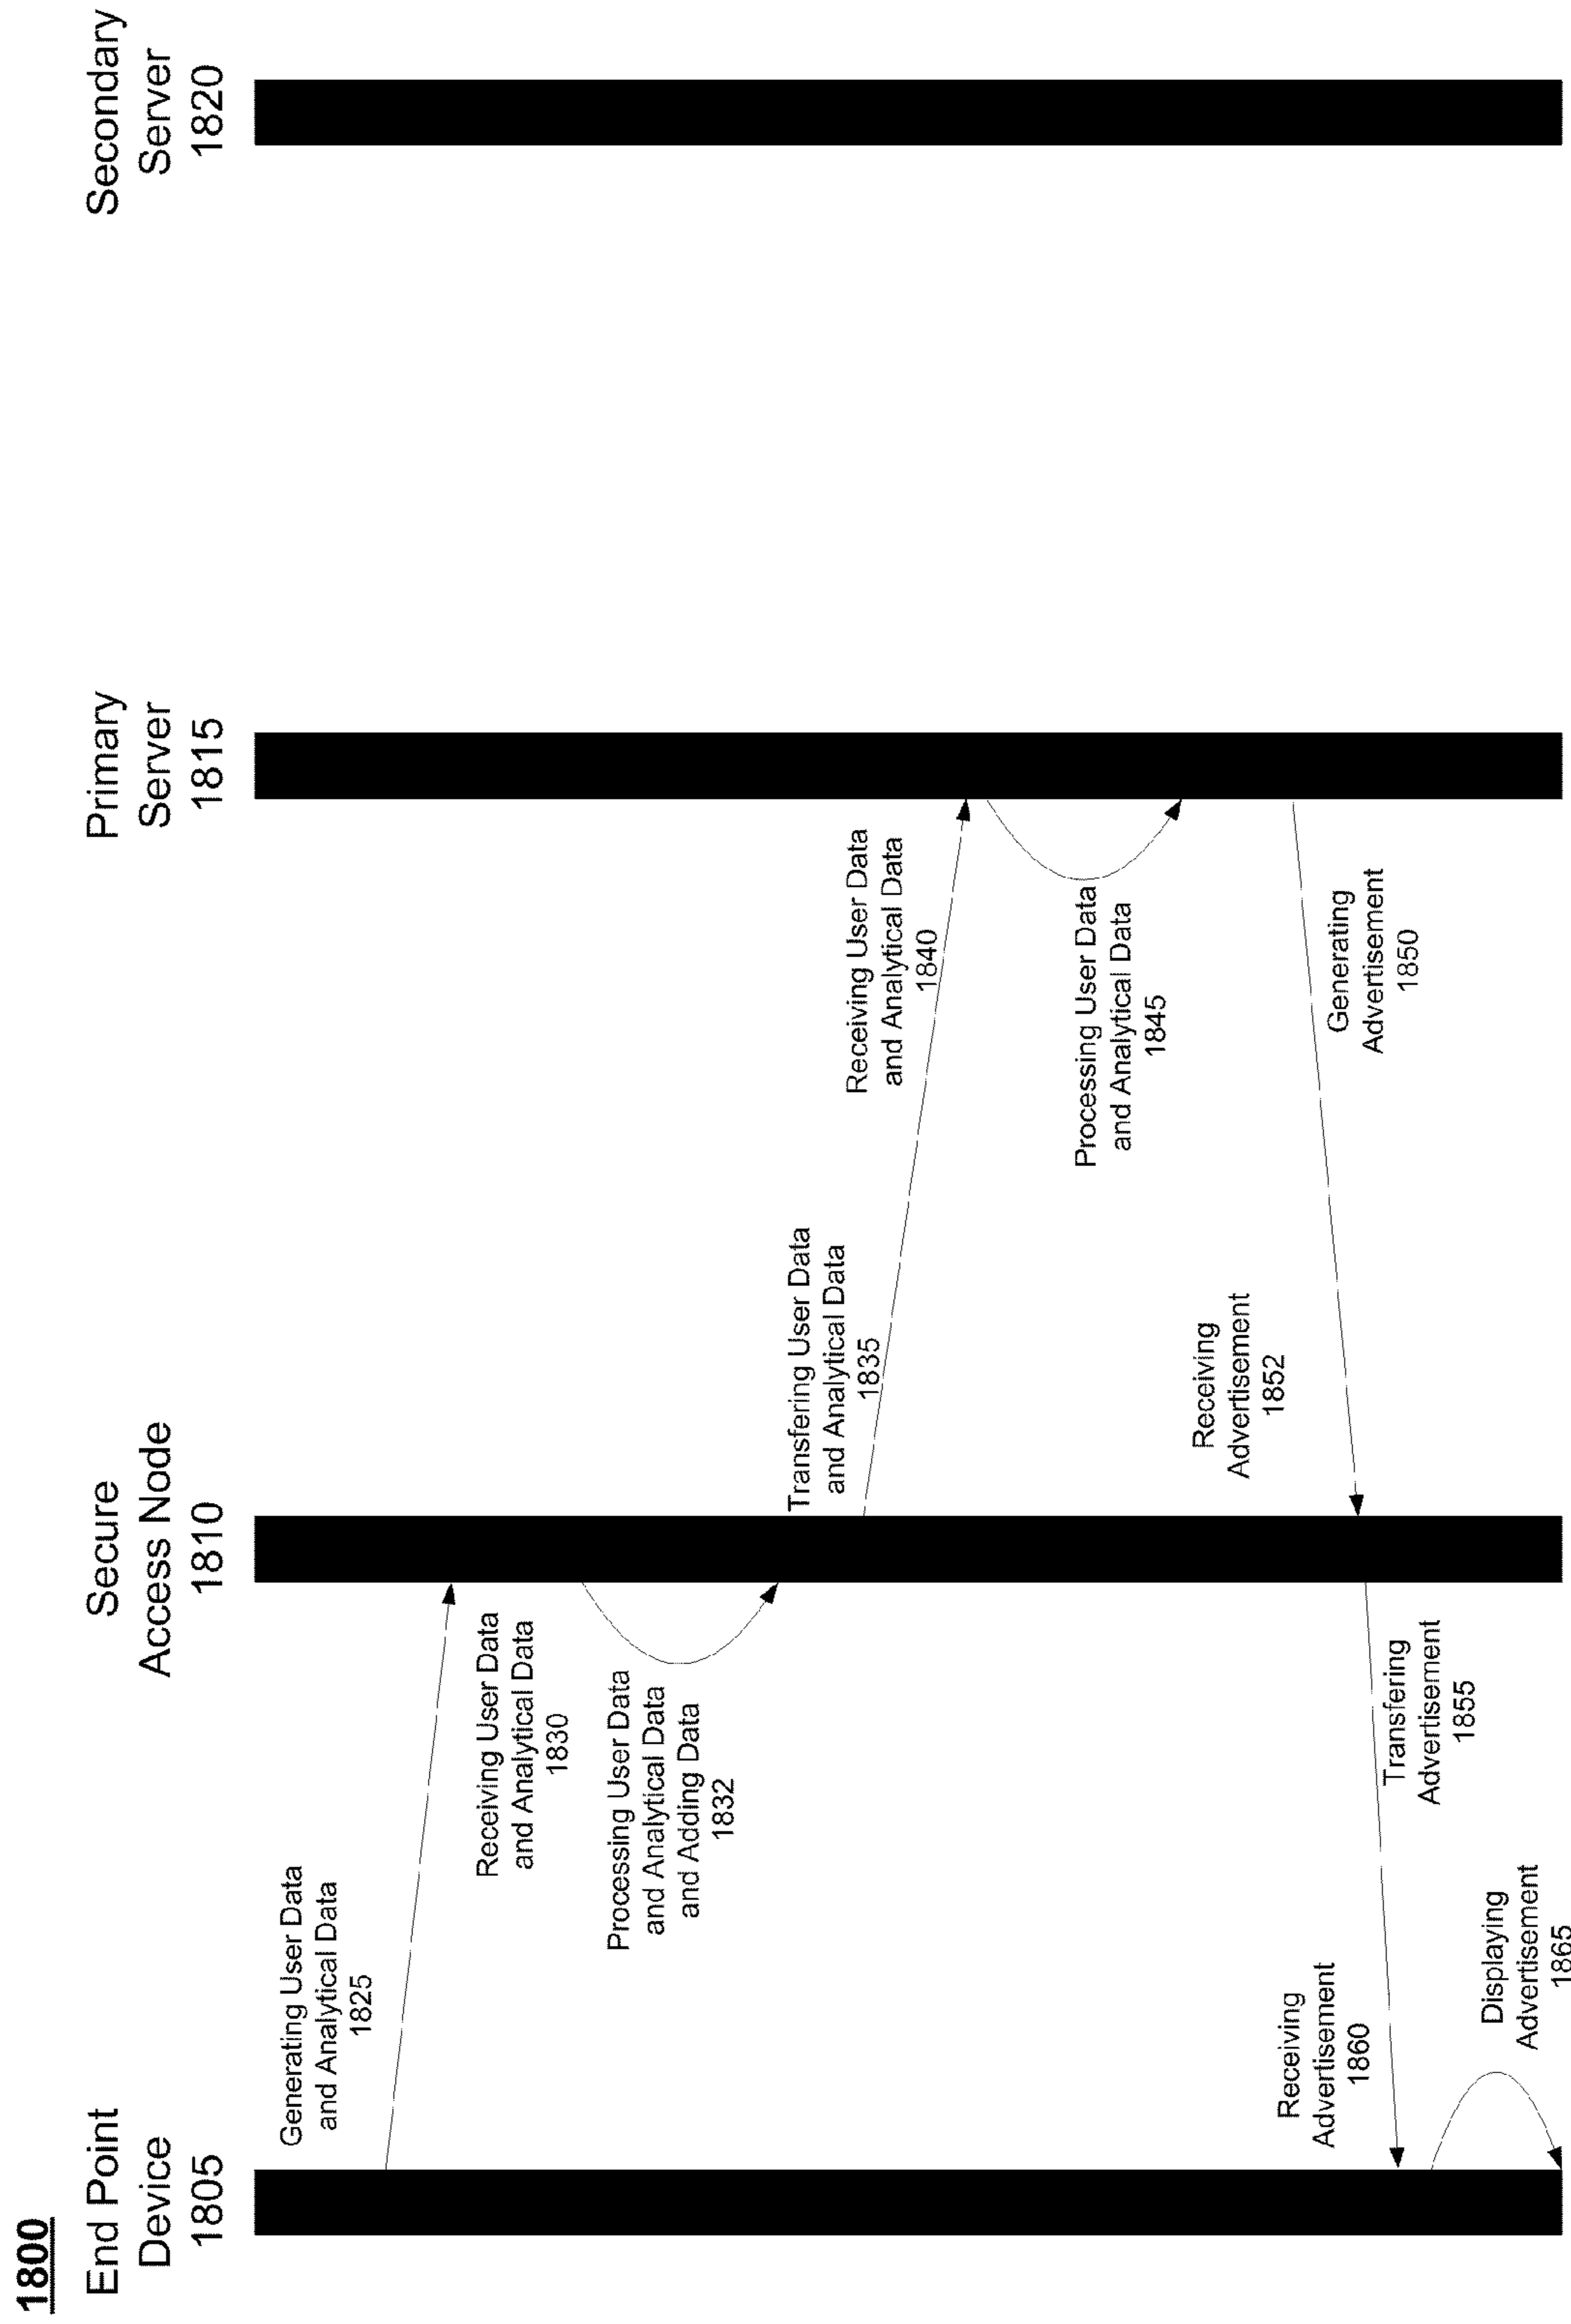 1800
End Point
Device
1805
Secure
Access Node
1810
Primary
Server
1815
Secondary
Server
1820
Generating User Data
and Analytical Data
1825
Receiving User Data
and Analytical Data
1830
Processing User Data
and Analytical Data
and Adding Data
1832
Transfering User Data
and Analytical Data
1835
Receiving User Data
and Analytical Data
1840
Processing User Data
and Analytical Data
1845
Generating
Advertisement
1850
Receiving
Advertisement
1852
Transfering
Advertisement
1855
Receiving
Advertisement
1860
Displaying
Advertisement
1865